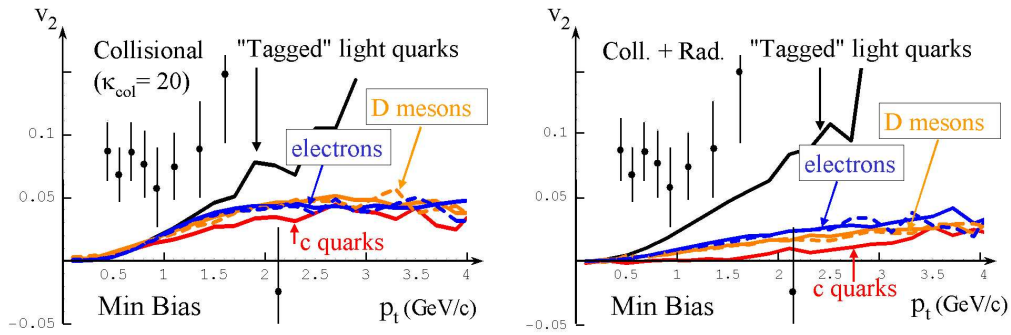 v2
Collisional
(κcol = 20)
"Tagged" light quarks
D mesons
0.1
electrons
0.05
c quarks
0.5
1
1.5
2
2.5
3
3.5
4
Min Bias
pt (GeV/c)
-0.05
v2
Coll. + Rad.
"Tagged" light quarks
D mesons
0.1
electrons
0.05
0.5
1
1.5
2
2.5
3
3.5
4
c quarks
Min Bias
pt (GeV/c)
-0.05